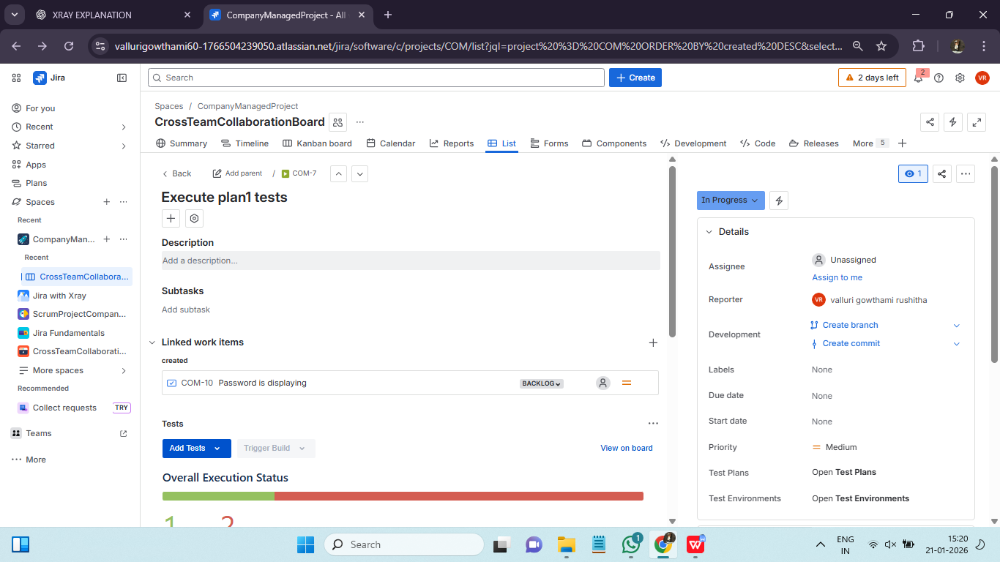 XRAY EXPLANATION
CompanyManagedProject - All
vallurigowthami60-1766504239050.atlassian.net/jira/software/c/projects/COM/list?jql=project%20%3D%20COM%20ORDER%20BY%20created%20DESC&selec...
Jira
Search
Create
2 days left
2
VR
For you
Recent
Starred
Apps
Plans
Spaces
Recent
CompanyMan...
Recent
CrossTeamCollabora...
Jira with Xray
ScrumProjectCompan...
Jira Fundamentals
CrossTeamCollaborati...
More spaces
Recommended
Collect requests
TRY
Teams
More
Spaces / CompanyManagedProject
CrossTeamCollaborationBoard
Summary
Timeline
Kanban board
Calendar
Reports
List
Forms
Components
Development
Code
Releases
More 5
Back
Add parent / COM-7
Execute plan1 tests
Description
Add a description...
Subtasks
Add subtask
Linked work items
created
COM-10 Password is displaying
BACKLOG
Tests
Add Tests
Trigger Build
View on board
Overall Execution Status
1 2
1
In Progress
Details
Assignee
Unassigned
Assign to me
Reporter
VR valluri gowthami rushitha
Development
Create branch
Create commit
Labels
None
Due date
None
Start date
None
Priority
Medium
Test Plans
Open Test Plans
Test Environments
Open Test Environments
Search
1
ENG
IN
15:20
21-01-2026